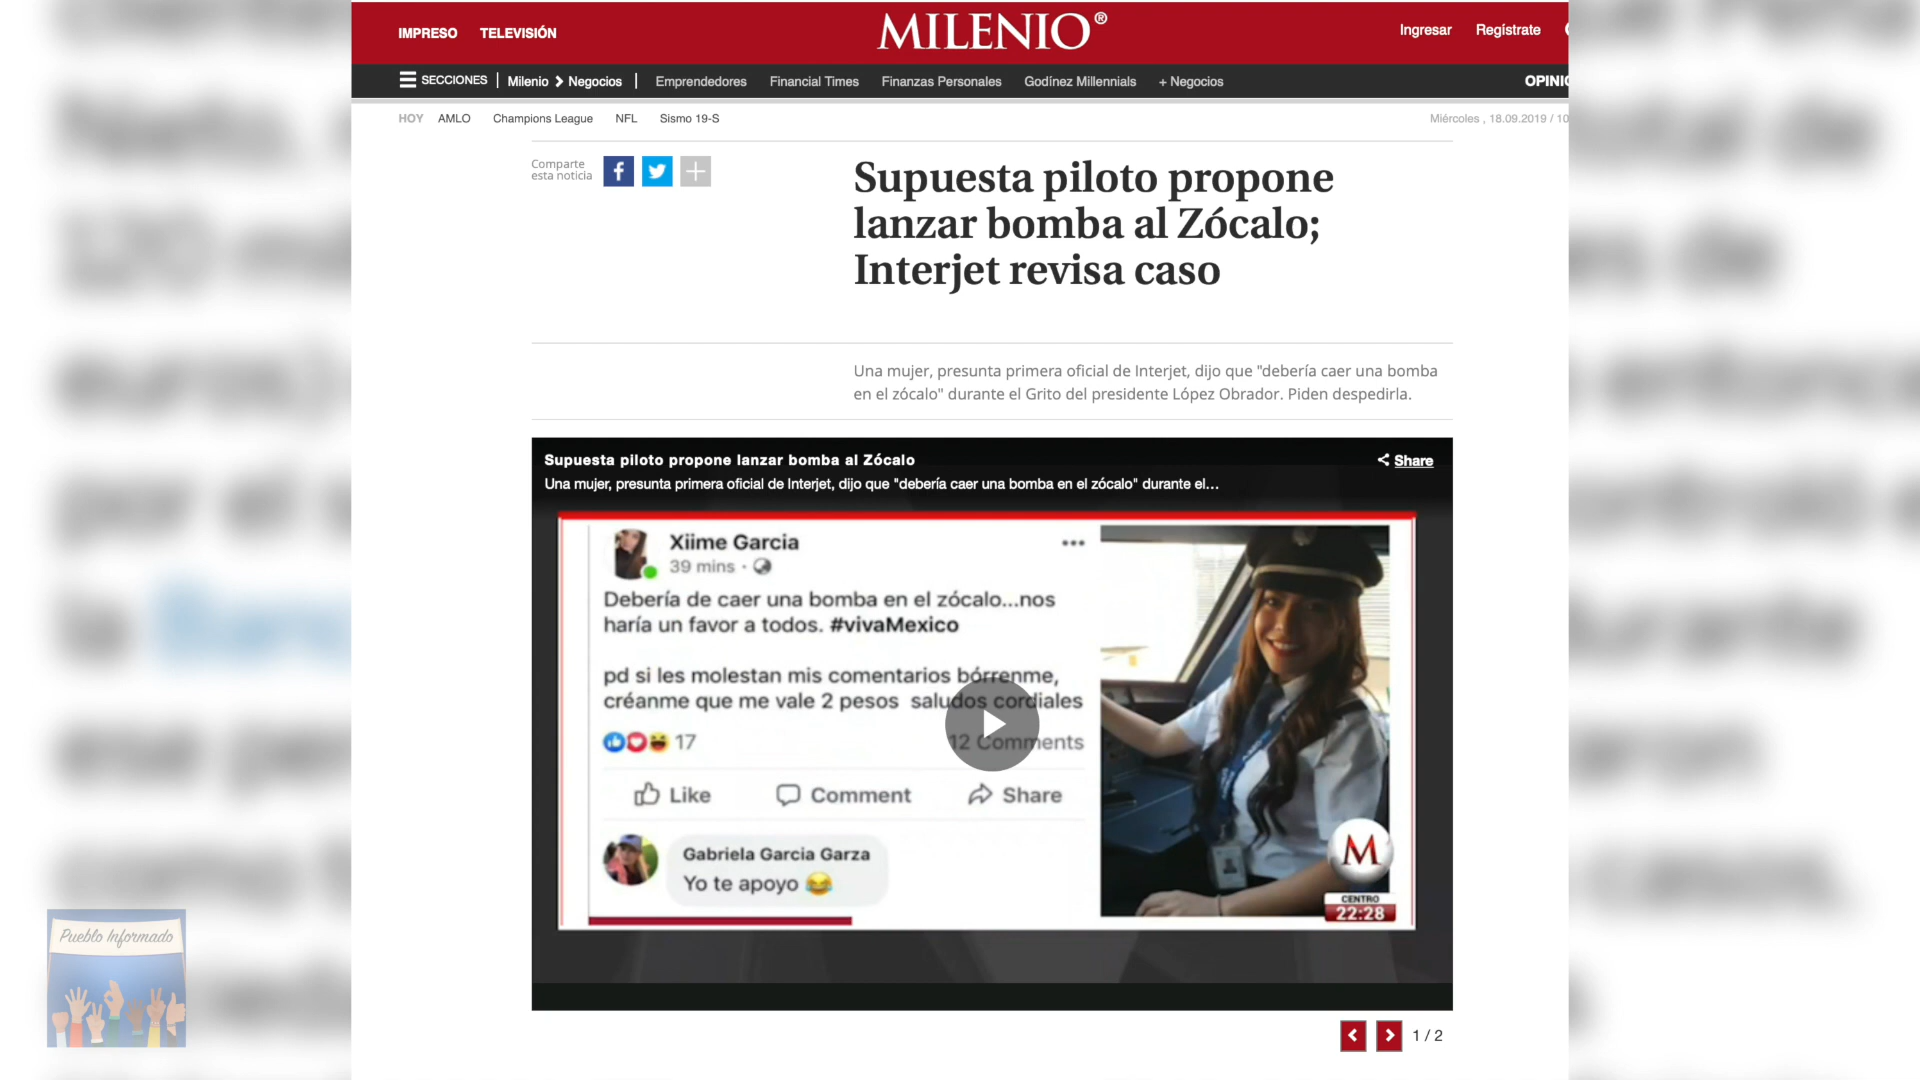 IMPRESO TELEVISIÓN MILENIO® Ingresar Regístrate
SECCIONES | Milenio > Negocios | Emprendedores Financial Times Finanzas Personales Godínez Millennials + Negocios
HOY AMLO Champions League NFL Sismo 19-S Miércoles , 18.09.2019 / 10
Comparte
esta noticia
Supuesta piloto propone
lanzar bomba al Zócalo;
Interjet revisa caso
Una mujer, presunta primera oficial de Interjet, dijo que "debería caer una bomba
en el zócalo" durante el Grito del presidente López Obrador. Piden despedirla.
Supuesta piloto propone lanzar bomba al Zócalo
Share
Una mujer, presunta primera oficial de Interjet, dijo que "debería caer una bomba en el zócalo" durante el...
Xiime Garcia
39 mins ·
Debería de caer una bomba en el zócalo...nos
haría un favor a todos. #vivaMexico
pd si les molestan mis comentarios bórrenme,
créanme que me vale 2 pesos saludos cordiales
17 12 Comments
Like Comment Share
Gabriela Garcia Garza
Yo te apoyo 😂
M
CENTRO
22:28
1 / 2
Pueblo Informado